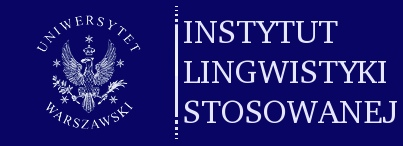 UNIWERSYTET
WARSZAWSKI
INSTYTUT
LINGWISTYKI
STOSOWANEJ